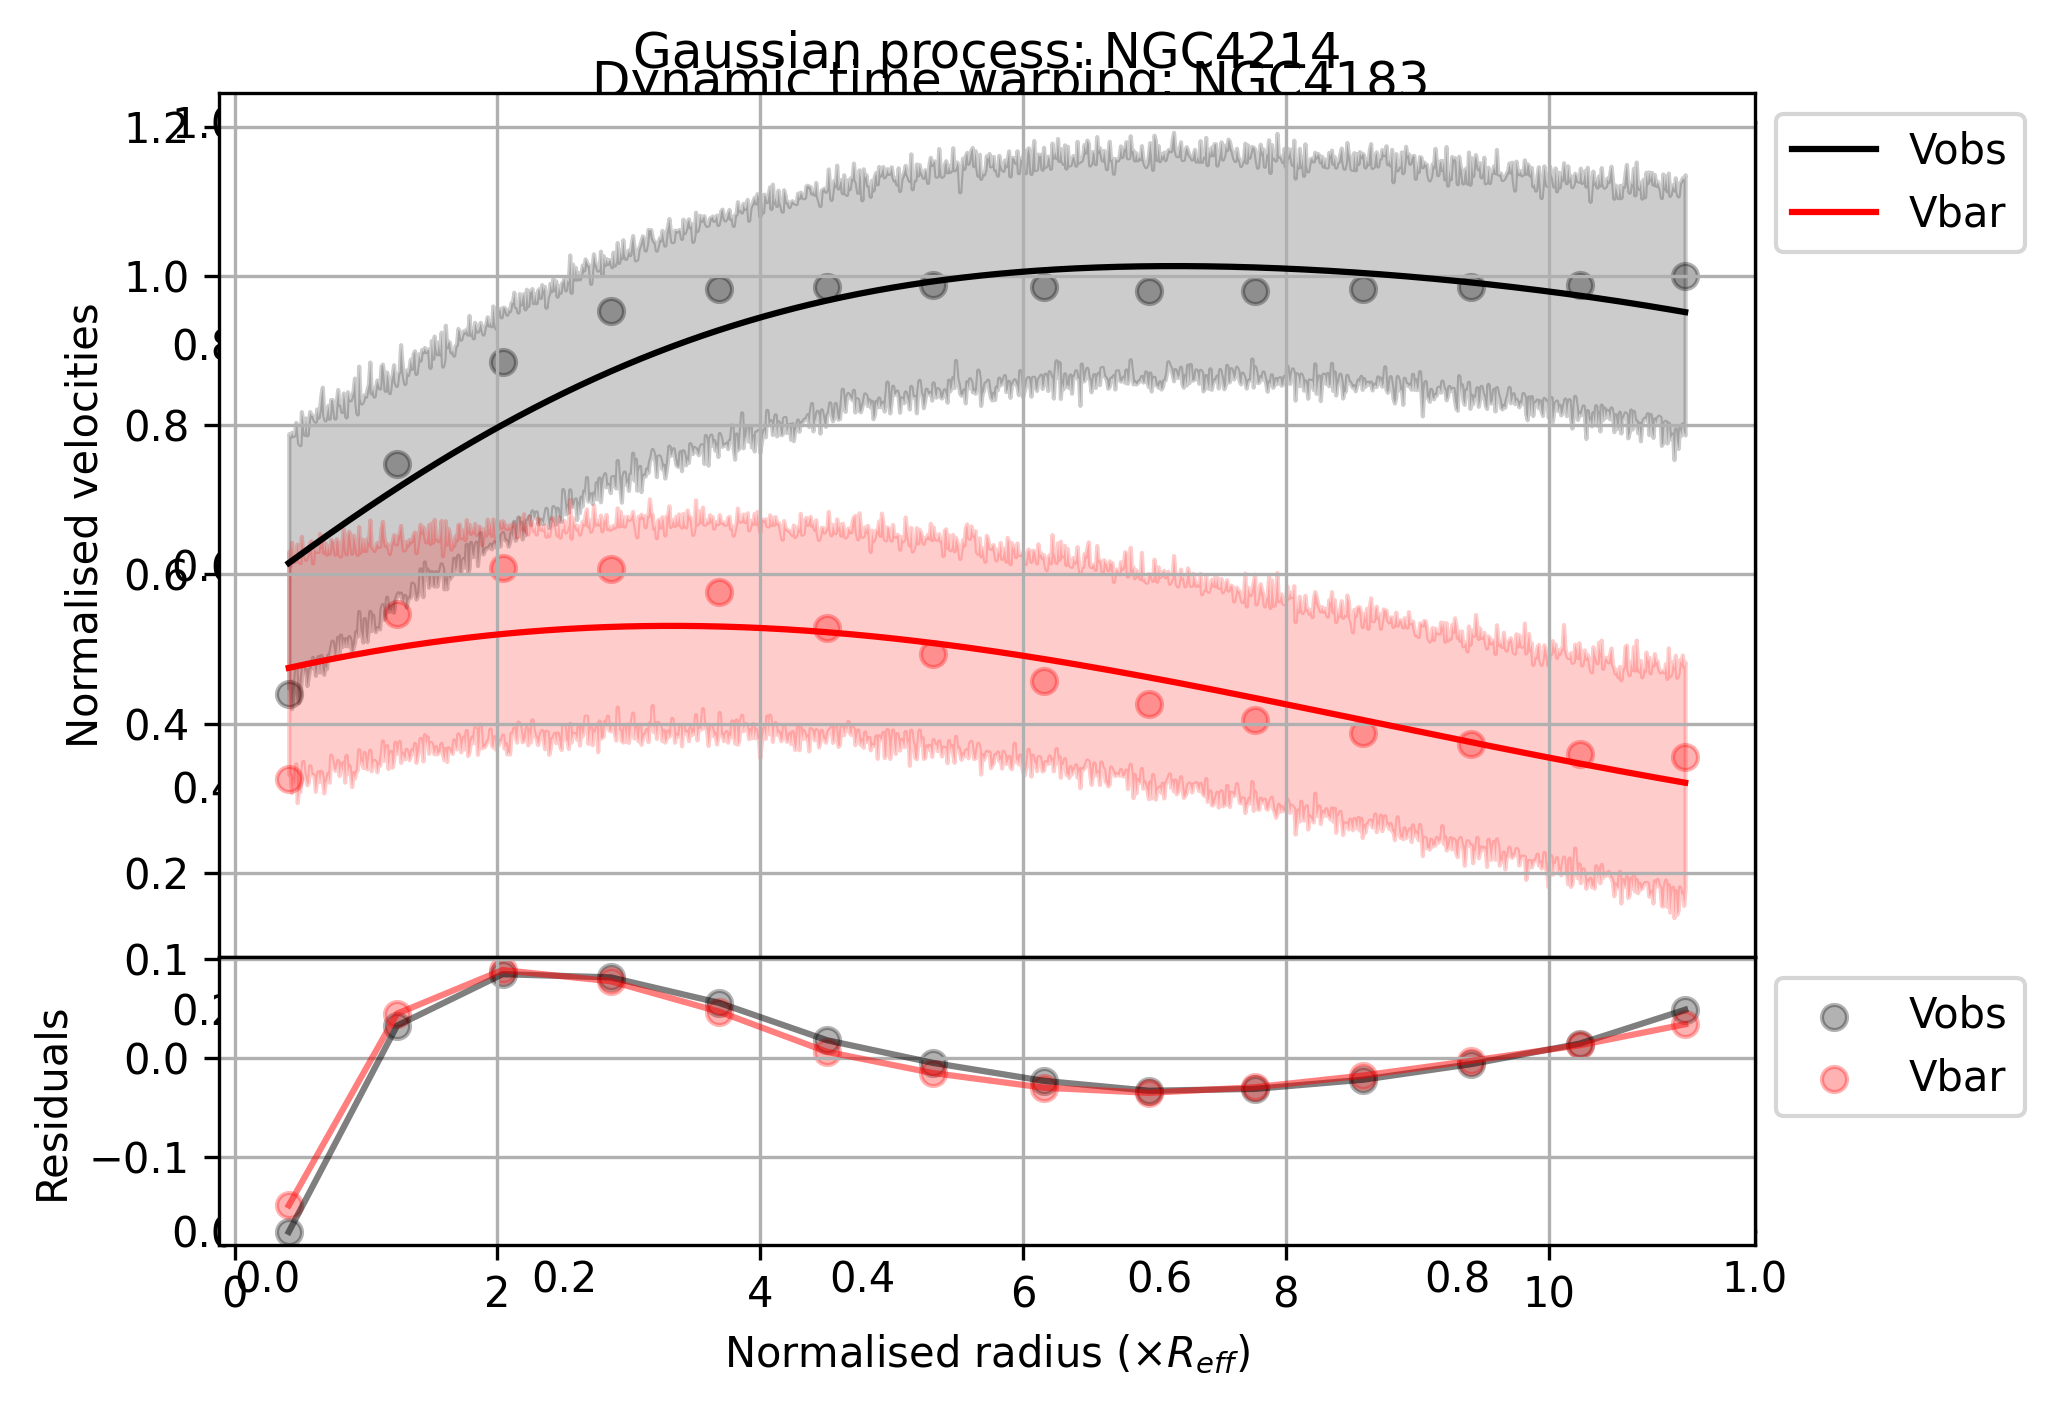 Gaussian process: NGC4214
Dynamic time warping: NGC4183
Normalised velocities
1.2
1.0
0.8
0.6
0.4
0.2
Vobs
Vbar
Residuals
0.1
0.0
−0.1
Vobs
Vbar
0.0 0.2 0.4 0.6 0.8 1.0
0 2 4 6 8 10
Normalised radius (×R_eff)